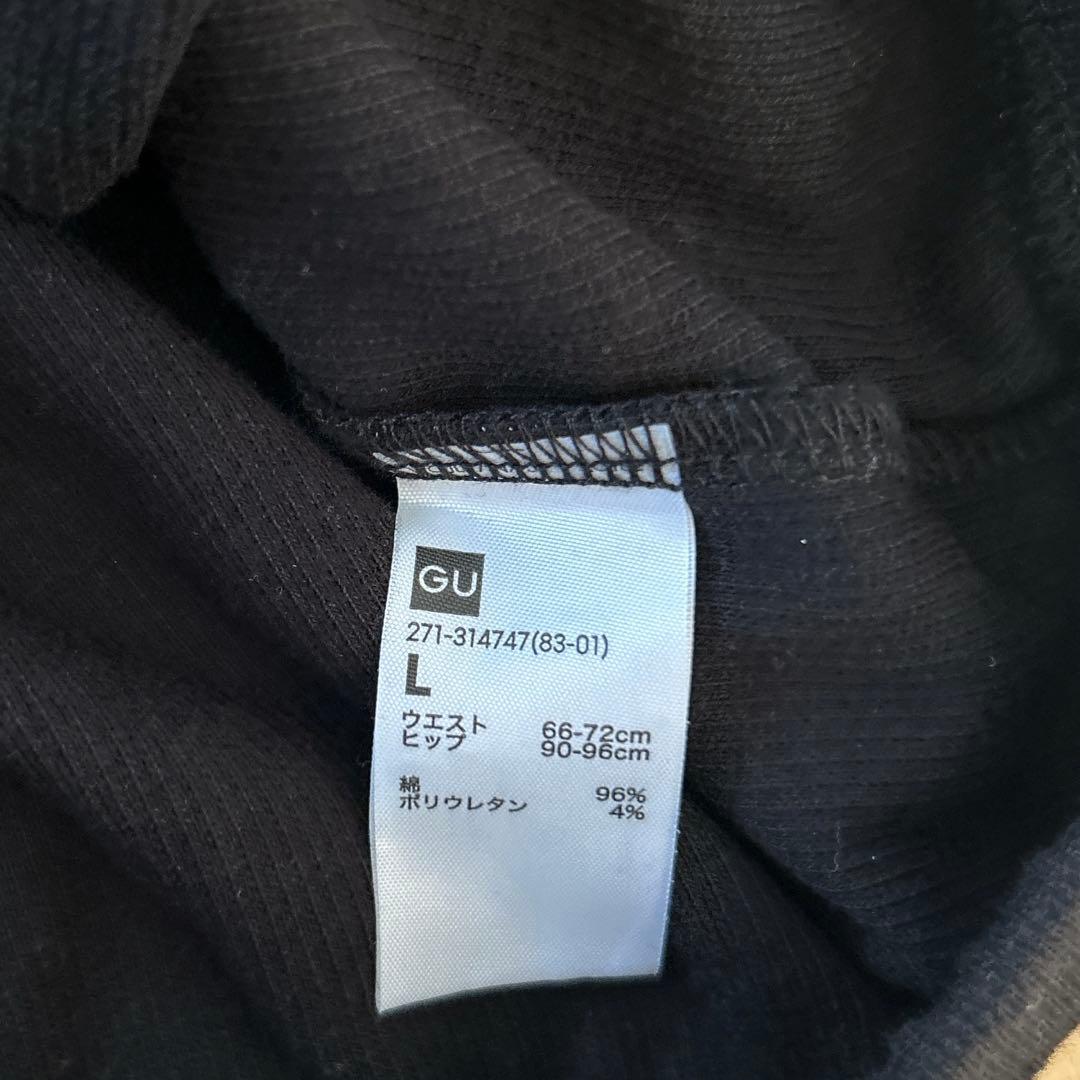 GU
271-314747(83-01)
L
ウエスト 66-72cm
ヒップ 90-96cm
綿 96%
ポリウレタン 4%